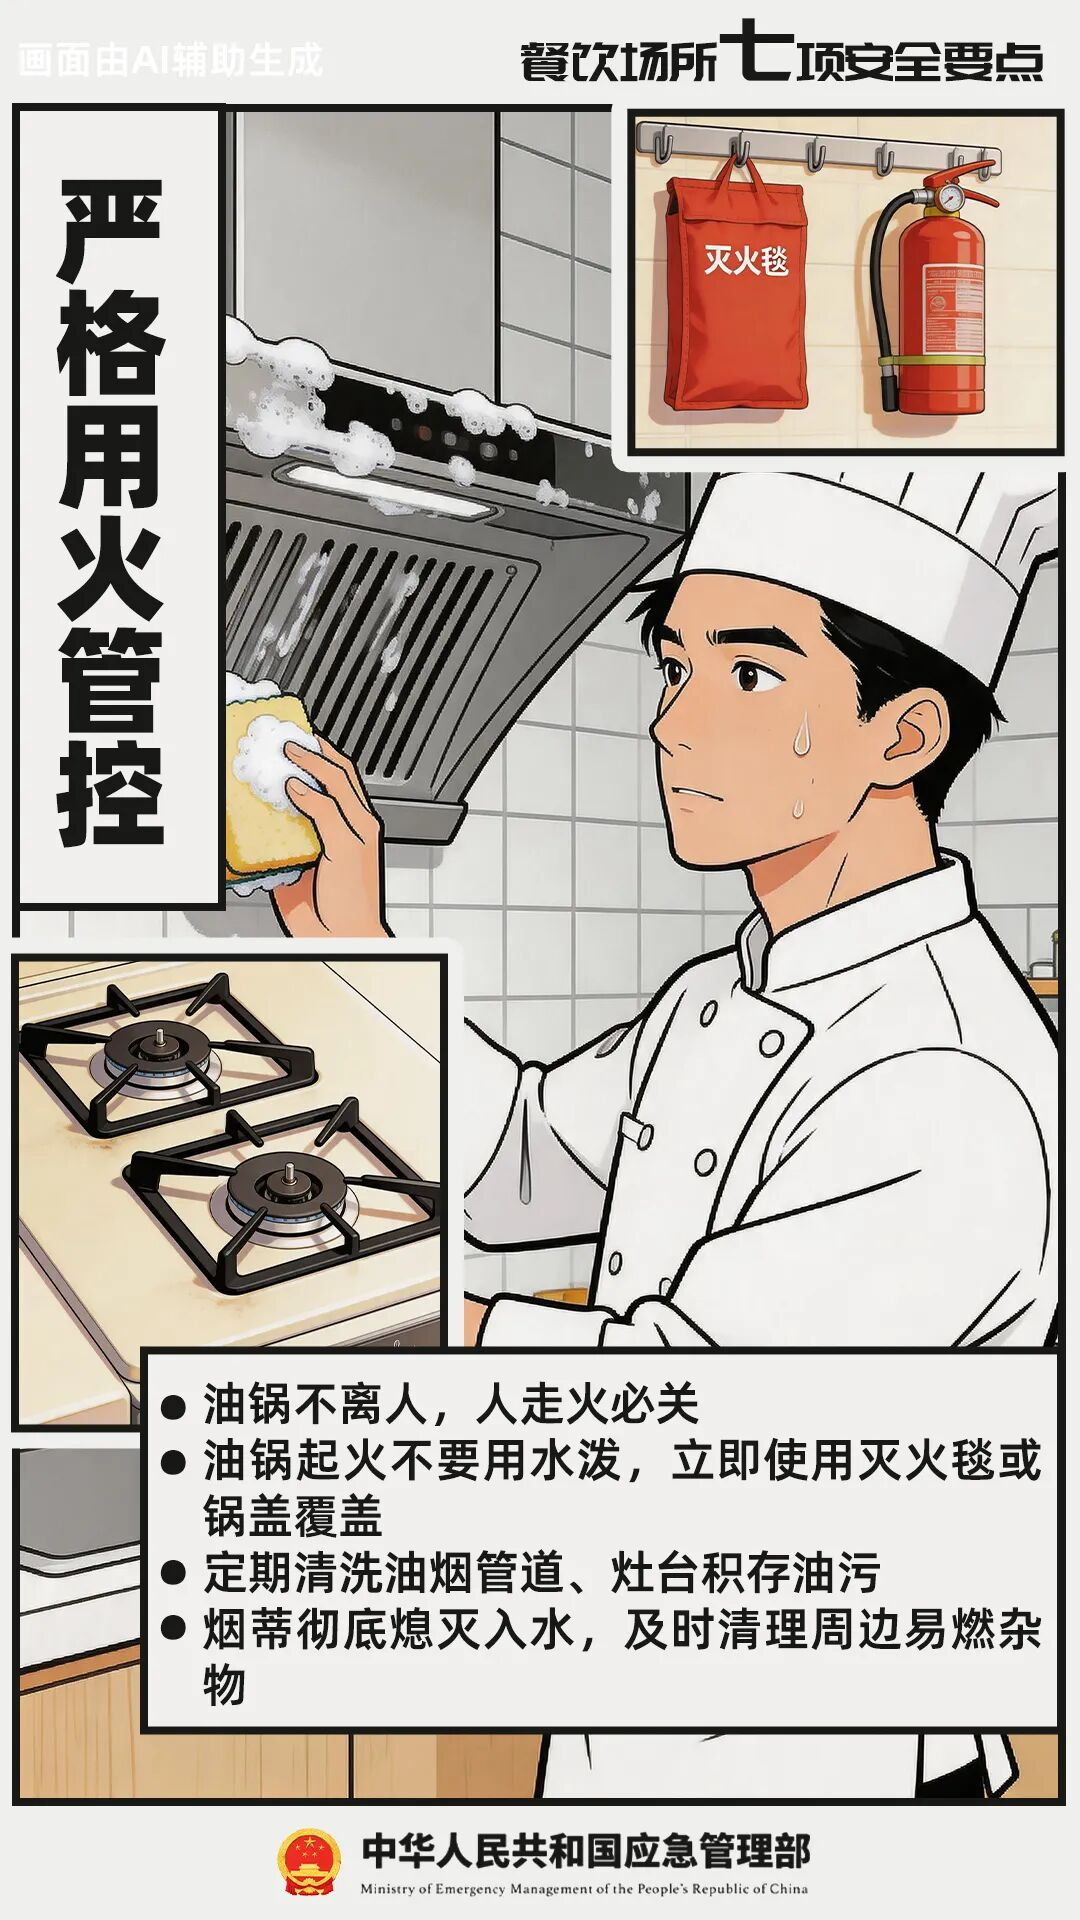 画面由AI辅助生成
餐饮场所七项安全要点
严格用火管控
灭火毯
油锅不离人，人走火必关
油锅起火不要用水泼，立即使用灭火毯或
锅盖覆盖
定期清洗油烟管道、灶台积存油污
烟蒂彻底熄灭入水，及时清理周边易燃杂
物
中华人民共和国应急管理部
Ministry of Emergency Management of the People's Republic of China